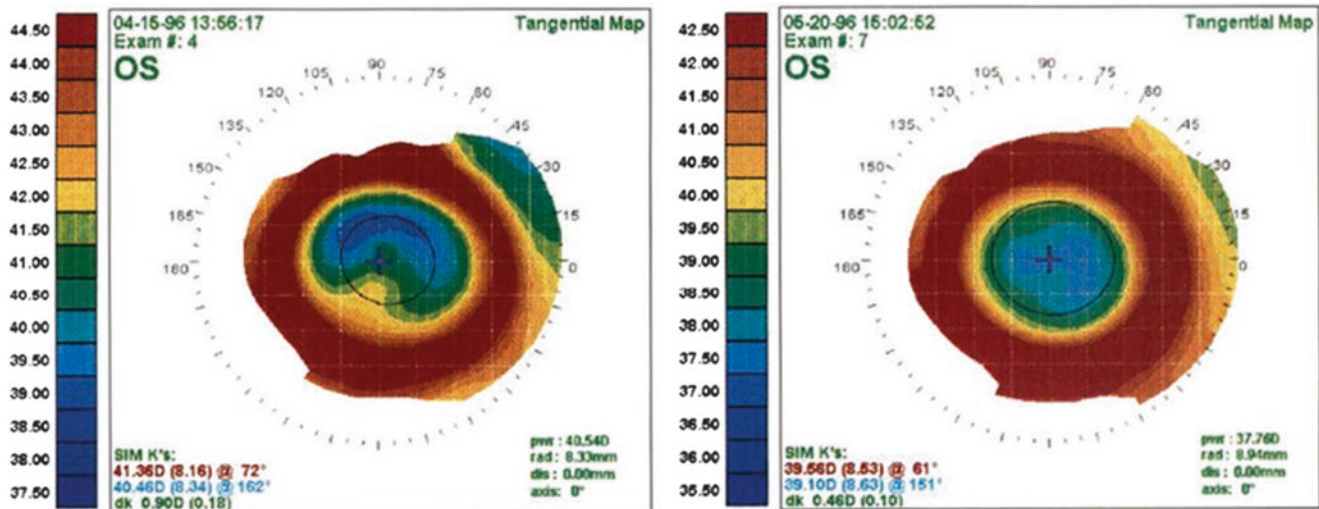 44.50
44.00
43.50
43.00
42.50
42.00
41.50
41.00
40.50
40.00
39.50
39.00
38.50
38.00
37.50
04-15-96 13:56:17
Tangential Map
Exam #: 4
OS
90
105
75
120
60
135
45
150
30
165
15
180
0
SIM K's:
41.36D (8.16) @ 72°
40.46D (8.34) @ 162°
dk 0.90D (0.18)
pwr : 40.54D
rad : 8.33mm
dis : 0.00mm
axis: 0°
42.50
42.00
41.50
41.00
40.50
40.00
39.50
39.00
38.50
38.00
37.50
37.00
36.50
36.00
35.50
05-20-96 15:02:52
Tangential Map
Exam #: 7
OS
90
105
75
120
60
135
45
150
30
165
15
180
0
SIM K's:
39.56D (8.53) @ 61°
39.10D (8.63) @ 151°
dk 0.46D (0.10)
pwr : 37.76D
rad : 8.94mm
dis : 0.00mm
axis: 0°